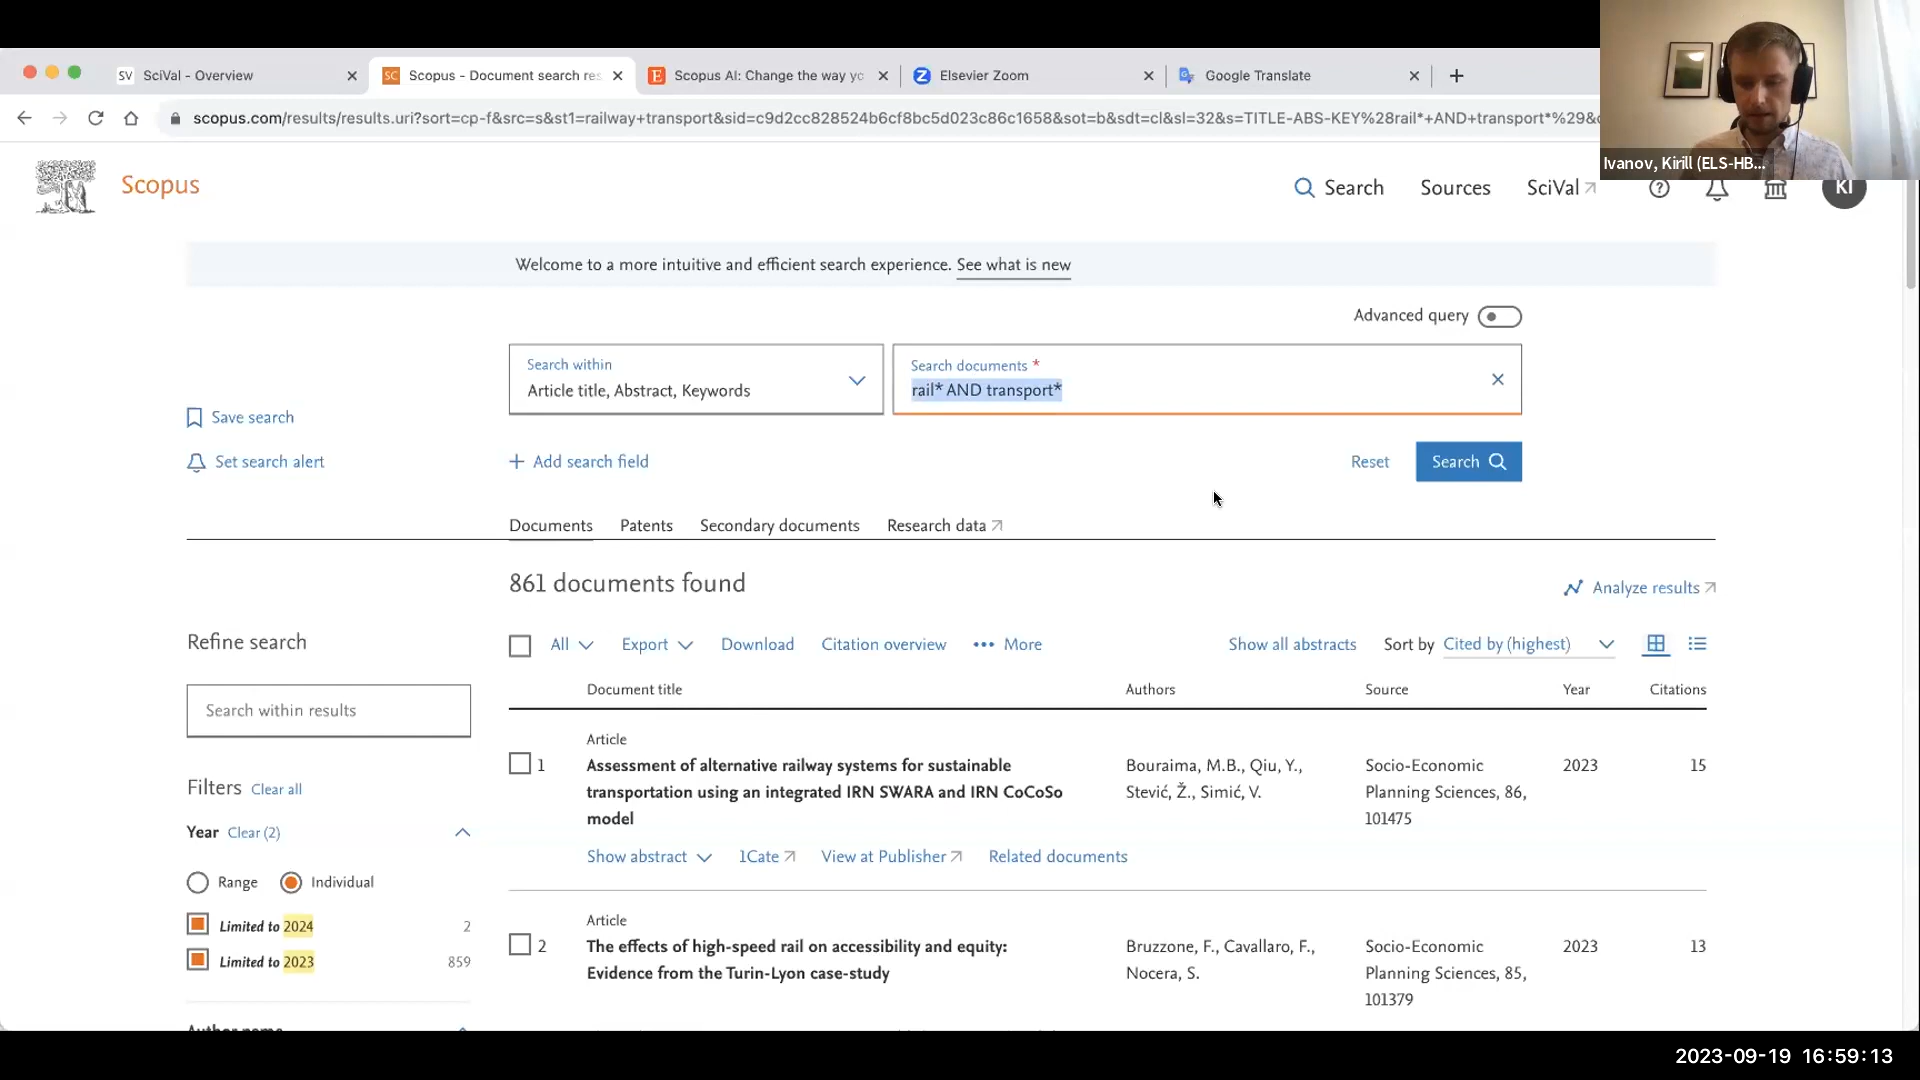 SV SciVal - Overview
SC Scopus - Document search res
E Scopus AI: Change the way yo
Z Elsevier Zoom
Google Translate
scopus.com/results/results.uri?sort=cp-f&src=s&st1=railway+transport&sid=c9d2cc828524b6cf8bc5d023c86c1658&sot=b&sdt=cl&sl=32&s=TITLE-ABS-KEY%28rail*+AND+transport*%29&
Ivanov, Kirill (ELS-HB...
Scopus
Search
Sources
SciVal
KI
Welcome to a more intuitive and efficient search experience. See what is new
Advanced query
Search within
Article title, Abstract, Keywords
Search documents *
rail* AND transport*
Save search
Set search alert
Add search field
Reset
Search
Documents Patents Secondary documents Research data
861 documents found
Analyze results
Refine search
Search within results
All Export Download Citation overview More
Show all abstracts
Sort by Cited by (highest)
Document title Authors Source Year Citations
Article
1 Assessment of alternative railway systems for sustainable
transportation using an integrated IRN SWARA and IRN CoCoSo
model
Bouraima, M.B., Qiu, Y.,
Stević, Ž., Simić, V.
Socio-Economic
Planning Sciences, 86,
101475
2023
15
Show abstract 1Cate View at Publisher Related documents
Article
2 The effects of high-speed rail on accessibility and equity:
Evidence from the Turin-Lyon case-study
Bruzzone, F., Cavallaro, F.,
Nocera, S.
Socio-Economic
Planning Sciences, 85,
101379
2023
13
Filters Clear all
Year Clear (2)
Range Individual
Limited to 2024 2
Limited to 2023 859
Author name
2023-09-19 16:59:13